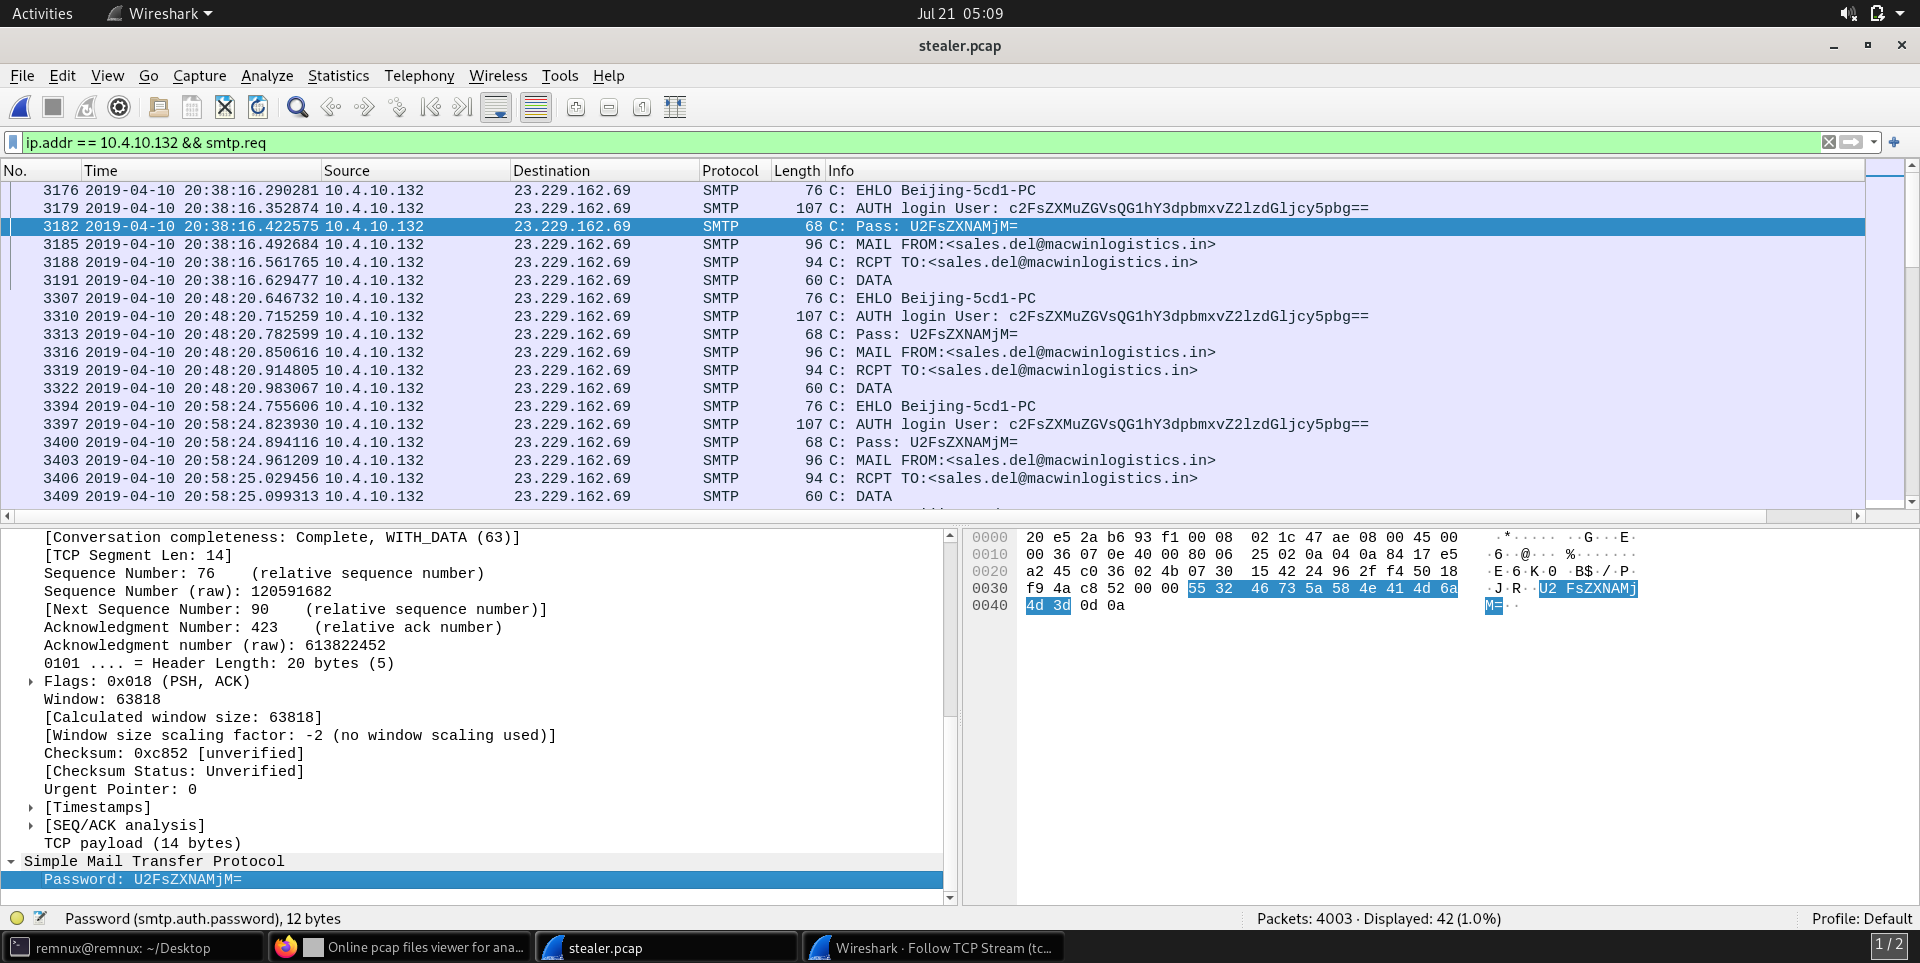 Activities Wireshark Jul 21 05:09
stealer.pcap
File Edit View Go Capture Analyze Statistics Telephony Wireless Tools Help
ip.addr == 10.4.10.132 && smtp.req
No. Time Source Destination Protocol Length Info
3176 2019-04-10 20:38:16.290281 10.4.10.132 23.229.162.69 SMTP 76 C: EHLO Beijing-5cd1-PC
3179 2019-04-10 20:38:16.352874 10.4.10.132 23.229.162.69 SMTP 107 C: AUTH login User: c2FsZXMuZGVsQG1hY3dpbmxvZ2lzdGljcy5pbg==
3182 2019-04-10 20:38:16.422575 10.4.10.132 23.229.162.69 SMTP 68 C: Pass: U2FsZXNAMjM=
3185 2019-04-10 20:38:16.492684 10.4.10.132 23.229.162.69 SMTP 96 C: MAIL FROM:<sales.del@macwinlogistics.in>
3188 2019-04-10 20:38:16.561765 10.4.10.132 23.229.162.69 SMTP 94 C: RCPT TO:<sales.del@macwinlogistics.in>
3191 2019-04-10 20:38:16.629477 10.4.10.132 23.229.162.69 SMTP 60 C: DATA
3307 2019-04-10 20:48:20.646732 10.4.10.132 23.229.162.69 SMTP 76 C: EHLO Beijing-5cd1-PC
3310 2019-04-10 20:48:20.715259 10.4.10.132 23.229.162.69 SMTP 107 C: AUTH login User: c2FsZXMuZGVsQG1hY3dpbmxvZ2lzdGljcy5pbg==
3313 2019-04-10 20:48:20.782599 10.4.10.132 23.229.162.69 SMTP 68 C: Pass: U2FsZXNAMjM=
3316 2019-04-10 20:48:20.850616 10.4.10.132 23.229.162.69 SMTP 96 C: MAIL FROM:<sales.del@macwinlogistics.in>
3319 2019-04-10 20:48:20.914805 10.4.10.132 23.229.162.69 SMTP 94 C: RCPT TO:<sales.del@macwinlogistics.in>
3322 2019-04-10 20:48:20.983067 10.4.10.132 23.229.162.69 SMTP 60 C: DATA
3394 2019-04-10 20:58:24.755606 10.4.10.132 23.229.162.69 SMTP 76 C: EHLO Beijing-5cd1-PC
3397 2019-04-10 20:58:24.823930 10.4.10.132 23.229.162.69 SMTP 107 C: AUTH login User: c2FsZXMuZGVsQG1hY3dpbmxvZ2lzdGljcy5pbg==
3400 2019-04-10 20:58:24.894116 10.4.10.132 23.229.162.69 SMTP 68 C: Pass: U2FsZXNAMjM=
3403 2019-04-10 20:58:24.961209 10.4.10.132 23.229.162.69 SMTP 96 C: MAIL FROM:<sales.del@macwinlogistics.in>
3406 2019-04-10 20:58:25.029456 10.4.10.132 23.229.162.69 SMTP 94 C: RCPT TO:<sales.del@macwinlogistics.in>
3409 2019-04-10 20:58:25.099313 10.4.10.132 23.229.162.69 SMTP 60 C: DATA
[Conversation completeness: Complete, WITH_DATA (63)]
[TCP Segment Len: 14]
Sequence Number: 76 (relative sequence number)
Sequence Number (raw): 120591682
[Next Sequence Number: 90 (relative sequence number)]
Acknowledgment Number: 423 (relative ack number)
Acknowledgment number (raw): 613822452
0101 .... = Header Length: 20 bytes (5)
Flags: 0x018 (PSH, ACK)
Window: 63818
[Calculated window size: 63818]
[Window size scaling factor: -2 (no window scaling used)]
Checksum: 0xc852 [unverified]
[Checksum Status: Unverified]
Urgent Pointer: 0
[Timestamps]
[SEQ/ACK analysis]
TCP payload (14 bytes)
Simple Mail Transfer Protocol
Password: U2FsZXNAMjM=
0000 20 e5 2a b6 93 f1 00 08 02 1c 47 ae 08 00 45 00 ·*····· ··G···E·
0010 00 36 07 0e 40 00 80 06 25 02 0a 04 0a 84 17 e5 ·6··@··· %·······
0020 a2 45 c0 36 02 4b 07 30 15 42 24 96 2f f4 50 18 ·E·6·K·0 ·B$·/·P·
0030 f9 4a c8 52 00 00 55 32 46 73 5a 58 4e 41 4d 6a ·J·R··U2 FsZXNAMj
0040 4d 3d 0d 0a M=··
Password (smtp.auth.password), 12 bytes Packets: 4003 · Displayed: 42 (1.0%) Profile: Default
remnux@remnux: ~/Desktop Online pcap files viewer for ana... stealer.pcap Wireshark · Follow TCP Stream (tc... 1 / 2